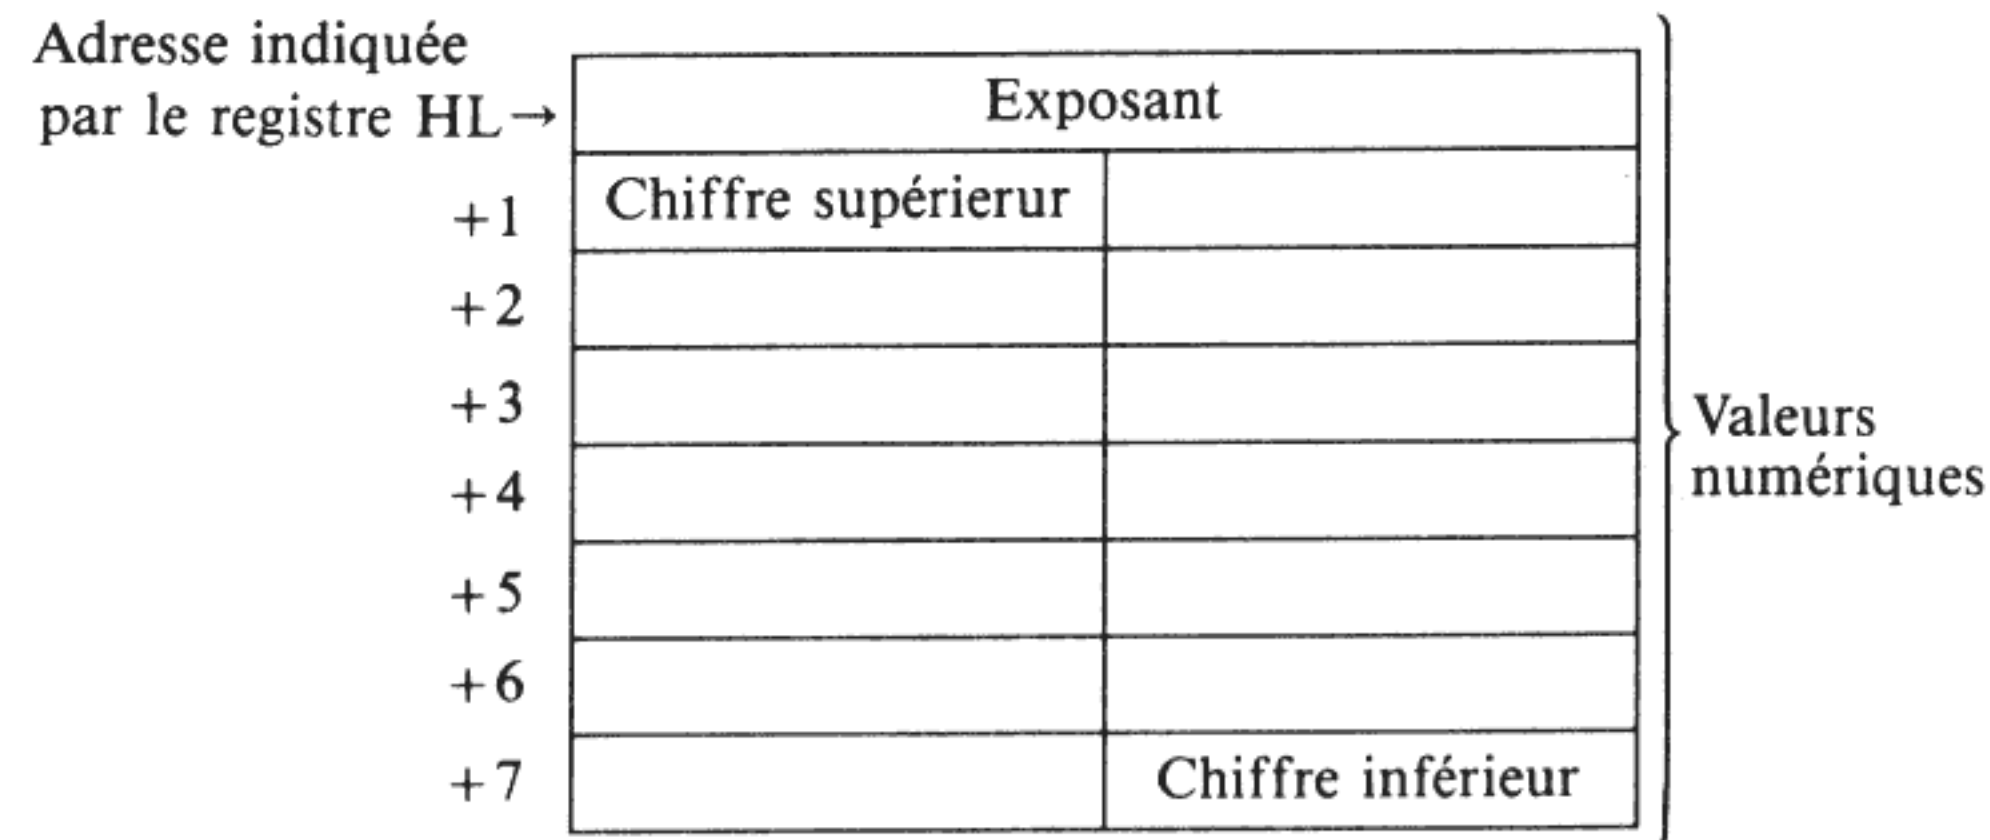 Adresse indiquée
par le registre HL→
Exposant
+1
Chiffre supérierur
+2
+3
+4
+5
+6
+7
Chiffre inférieur
Valeurs
numériques